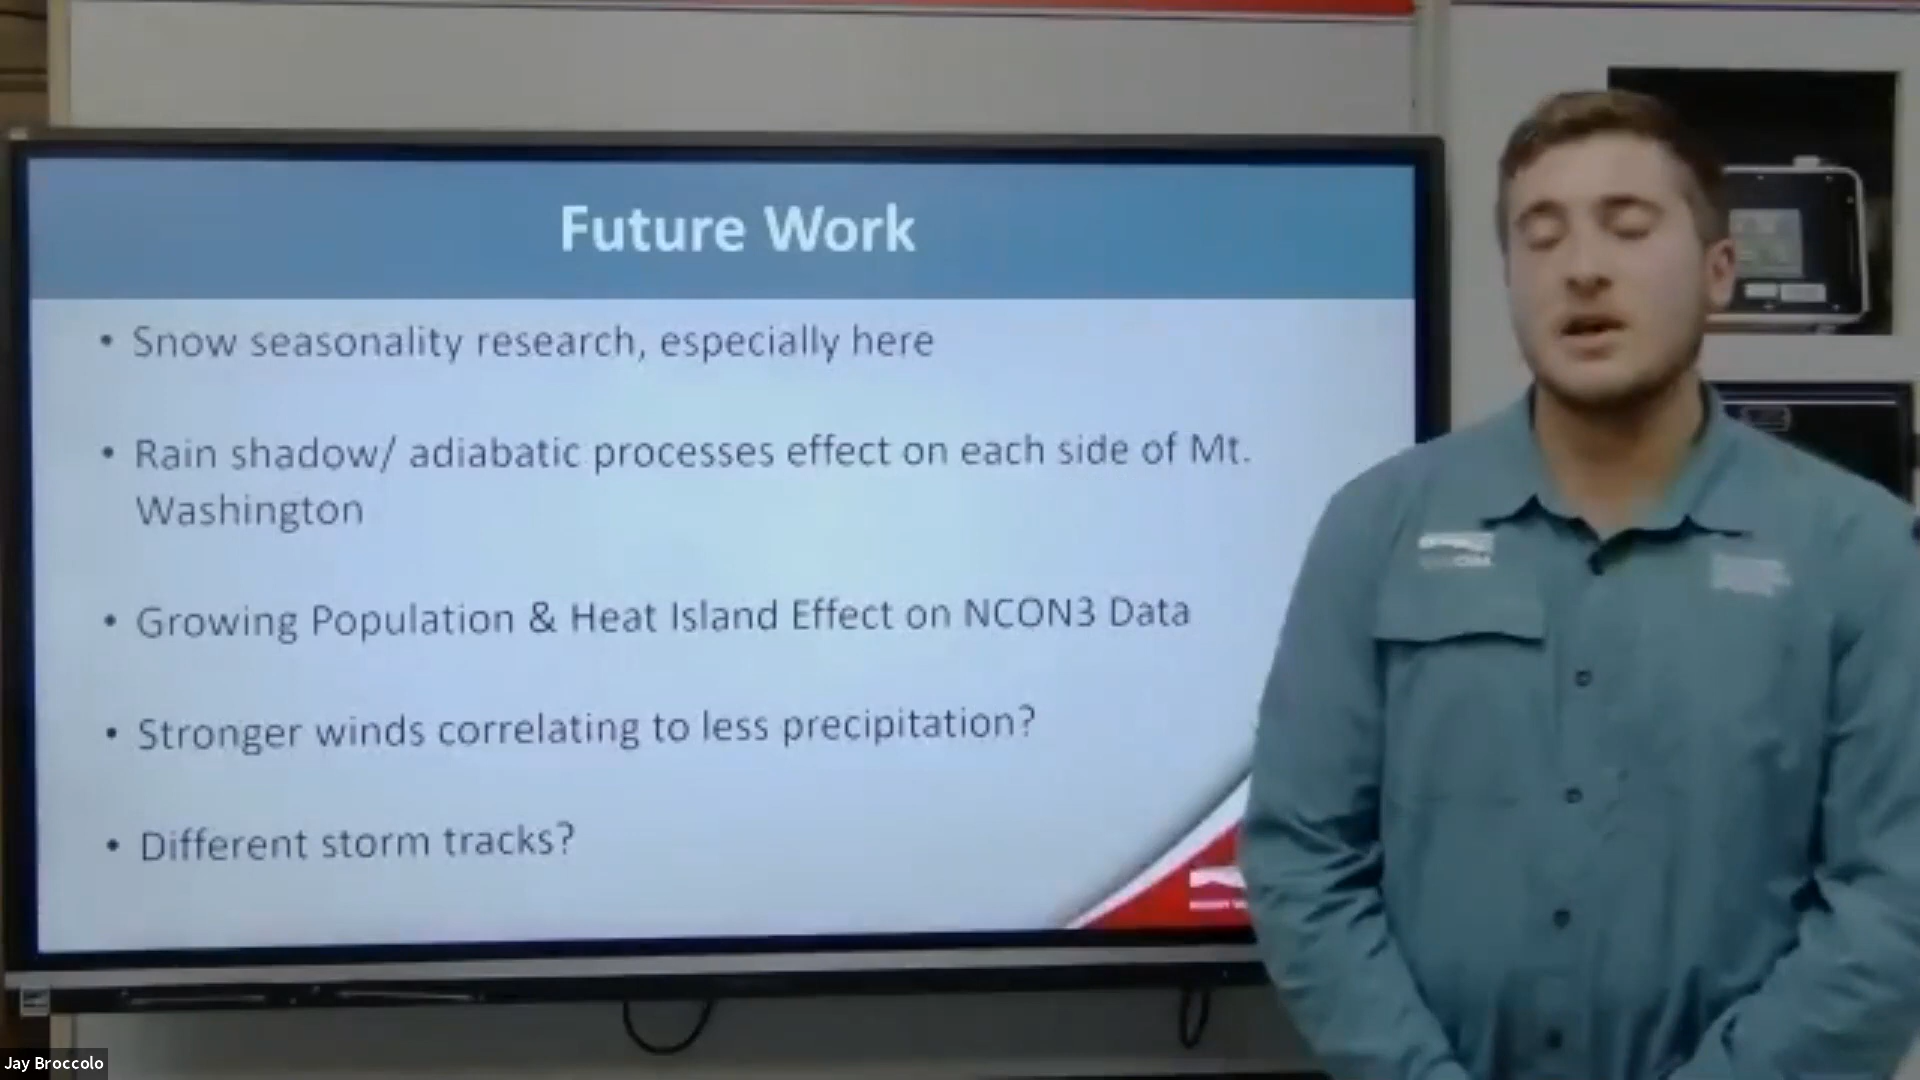 Future Work
• Snow seasonality research, especially here
• Rain shadow/ adiabatic processes effect on each side of Mt.
Washington
• Growing Population & Heat Island Effect on NCON3 Data
• Stronger winds correlating to less precipitation?
• Different storm tracks?
Jay Broccolo